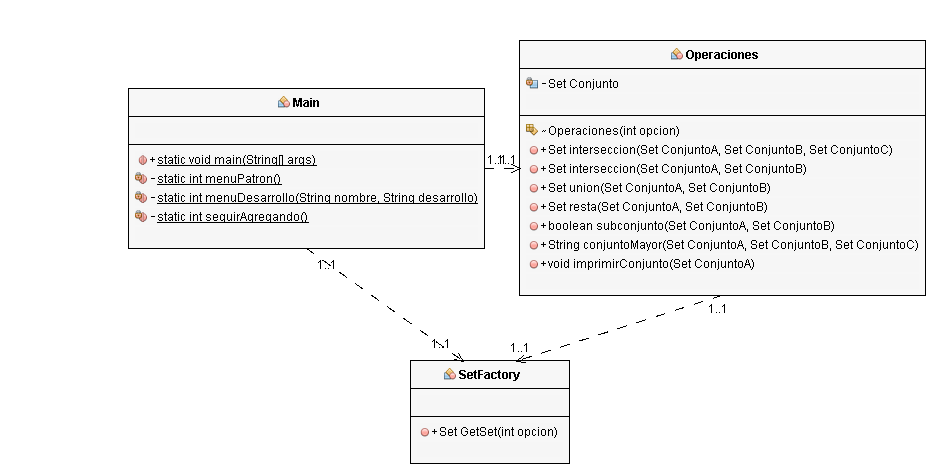 Main
+ static void main(String[] args)
- static int menuPatron()
- static int menuDesarrollo(String nombre, String desarrollo)
- static int seguirAgregando()
Operaciones
- Set Conjunto
~ Operaciones(int opcion)
+ Set interseccion(Set ConjuntoA, Set ConjuntoB, Set ConjuntoC)
+ Set interseccion(Set ConjuntoA, Set ConjuntoB)
+ Set union(Set ConjuntoA, Set ConjuntoB)
+ Set resta(Set ConjuntoA, Set ConjuntoB)
+ boolean subconjunto(Set ConjuntoA, Set ConjuntoB)
+ String conjuntoMayor(Set ConjuntoA, Set ConjuntoB, Set ConjuntoC)
+ void imprimirConjunto(Set ConjuntoA)
1..1
1..1
1..1
1..1
1..1
1..1
SetFactory
+ Set GetSet(int opcion)